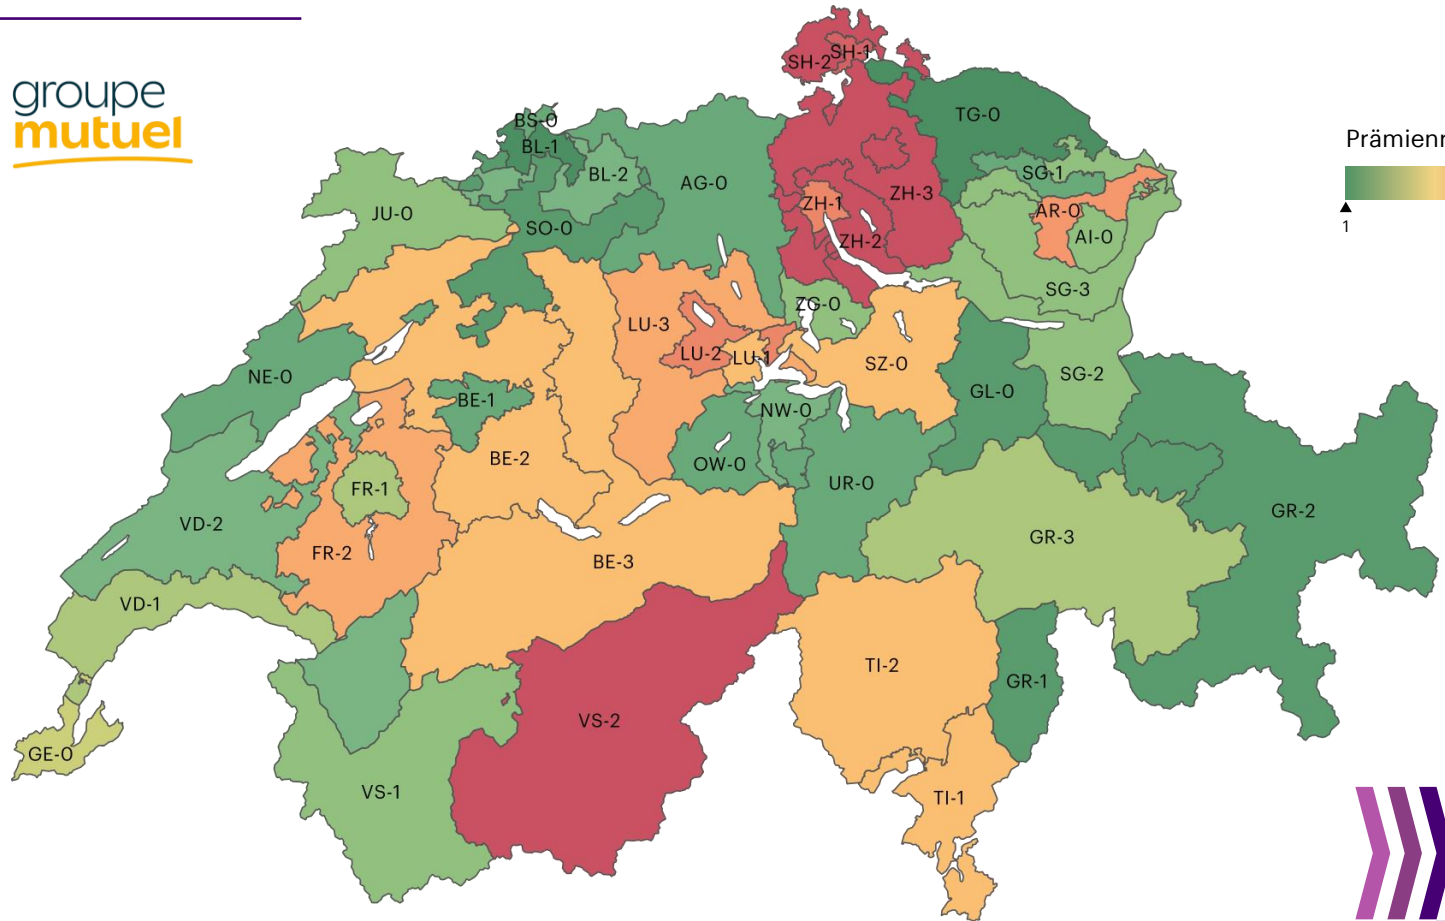 groupe
mutuel
SH-1
SH-2
TG-0
BS-0
BL-1
BL-2
AG-0
ZH-3
ZH-1
ZH-2
SG-1
AR-0
AI-0
SG-3
JU-0
SO-0
ZG-0
LU-3
LU-2
LU-1
SZ-0
GL-0
SG-2
NE-0
BE-1
NW-0
OW-0
UR-0
BE-2
FR-1
VD-2
FR-2
GR-2
GR-3
BE-3
VD-1
TI-2
GR-1
VS-2
GE-0
VS-1
TI-1
Prämienr
1